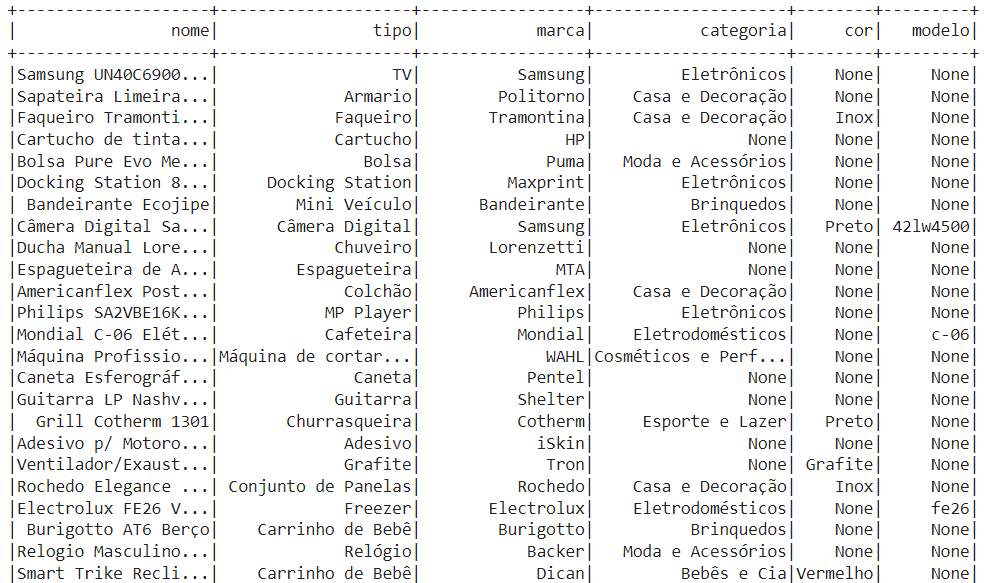 +--------------------+--------------------+-----------------+--------------------+--------+---------+
|                nome|                tipo|            marca|           categoria|     cor|   modelo|
+--------------------+--------------------+-----------------+--------------------+--------+---------+
|Samsung UN40C6900...|                  TV|          Samsung|         Eletrônicos|    None|     None|
|Sapateira Limeira...|             Armario|        Politorno|    Casa e Decoração|    None|     None|
|Faqueiro Tramonti...|            Faqueiro|       Tramontina|    Casa e Decoração|    Inox|     None|
|Cartucho de tinta...|            Cartucho|               HP|                None|    None|     None|
|Bolsa Pure Evo Me...|               Bolsa|             Puma|   Moda e Acessórios|    None|     None|
|Docking Station 8...|     Docking Station|         Maxprint|         Eletrônicos|    None|     None|
| Bandeirante Ecojipe|        Mini Veículo|      Bandeirante|          Brinquedos|    None|     None|
|Câmera Digital Sa...|      Câmera Digital|          Samsung|         Eletrônicos|   Preto| 42lw4500|
|Ducha Manual Lore...|            Chuveiro|       Lorenzetti|                None|    None|     None|
|Espagueteira de A...|        Espagueteira|              MTA|                None|    None|     None|
|Americanflex Post...|             Colchão|     Americanflex|    Casa e Decoração|    None|     None|
|Philips SA2VBE16K...|           MP Player|          Philips|         Eletrônicos|    None|     None|
|Mondial C-06 Elét...|           Cafeteira|          Mondial|    Eletrodomésticos|    None|     c-06|
|Máquina Profissio...|Máquina de cortar...|             WAHL|Cosméticos e Perf...|    None|     None|
|Caneta Esferográf...|              Caneta|           Pentel|                None|    None|     None|
|Guitarra LP Nashv...|            Guitarra|          Shelter|                None|    None|     None|
|  Grill Cotherm 1301|       Churrasqueira|          Cotherm|     Esporte e Lazer|   Preto|     None|
|Adesivo p/ Motoro...|             Adesivo|            iSkin|                None|    None|     None|
|Ventilador/Exaust...|             Grafite|             Tron|                None| Grafite|     None|
|Rochedo Elegance ...| Conjunto de Panelas|          Rochedo|    Casa e Decoração|    Inox|     None|
|Electrolux FE26 V...|             Freezer|       Electrolux|    Eletrodomésticos|    None|     fe26|
| Burigotto AT6 Berço|    Carrinho de Bebê|        Burigotto|          Brinquedos|    None|     None|
|Relogio Masculino...|             Relógio|           Backer|   Moda e Acessórios|    None|     None|
|Smart Trike Recli...|    Carrinho de Bebê|            Dican|         Bebês e Cia|Vermelho|     None|